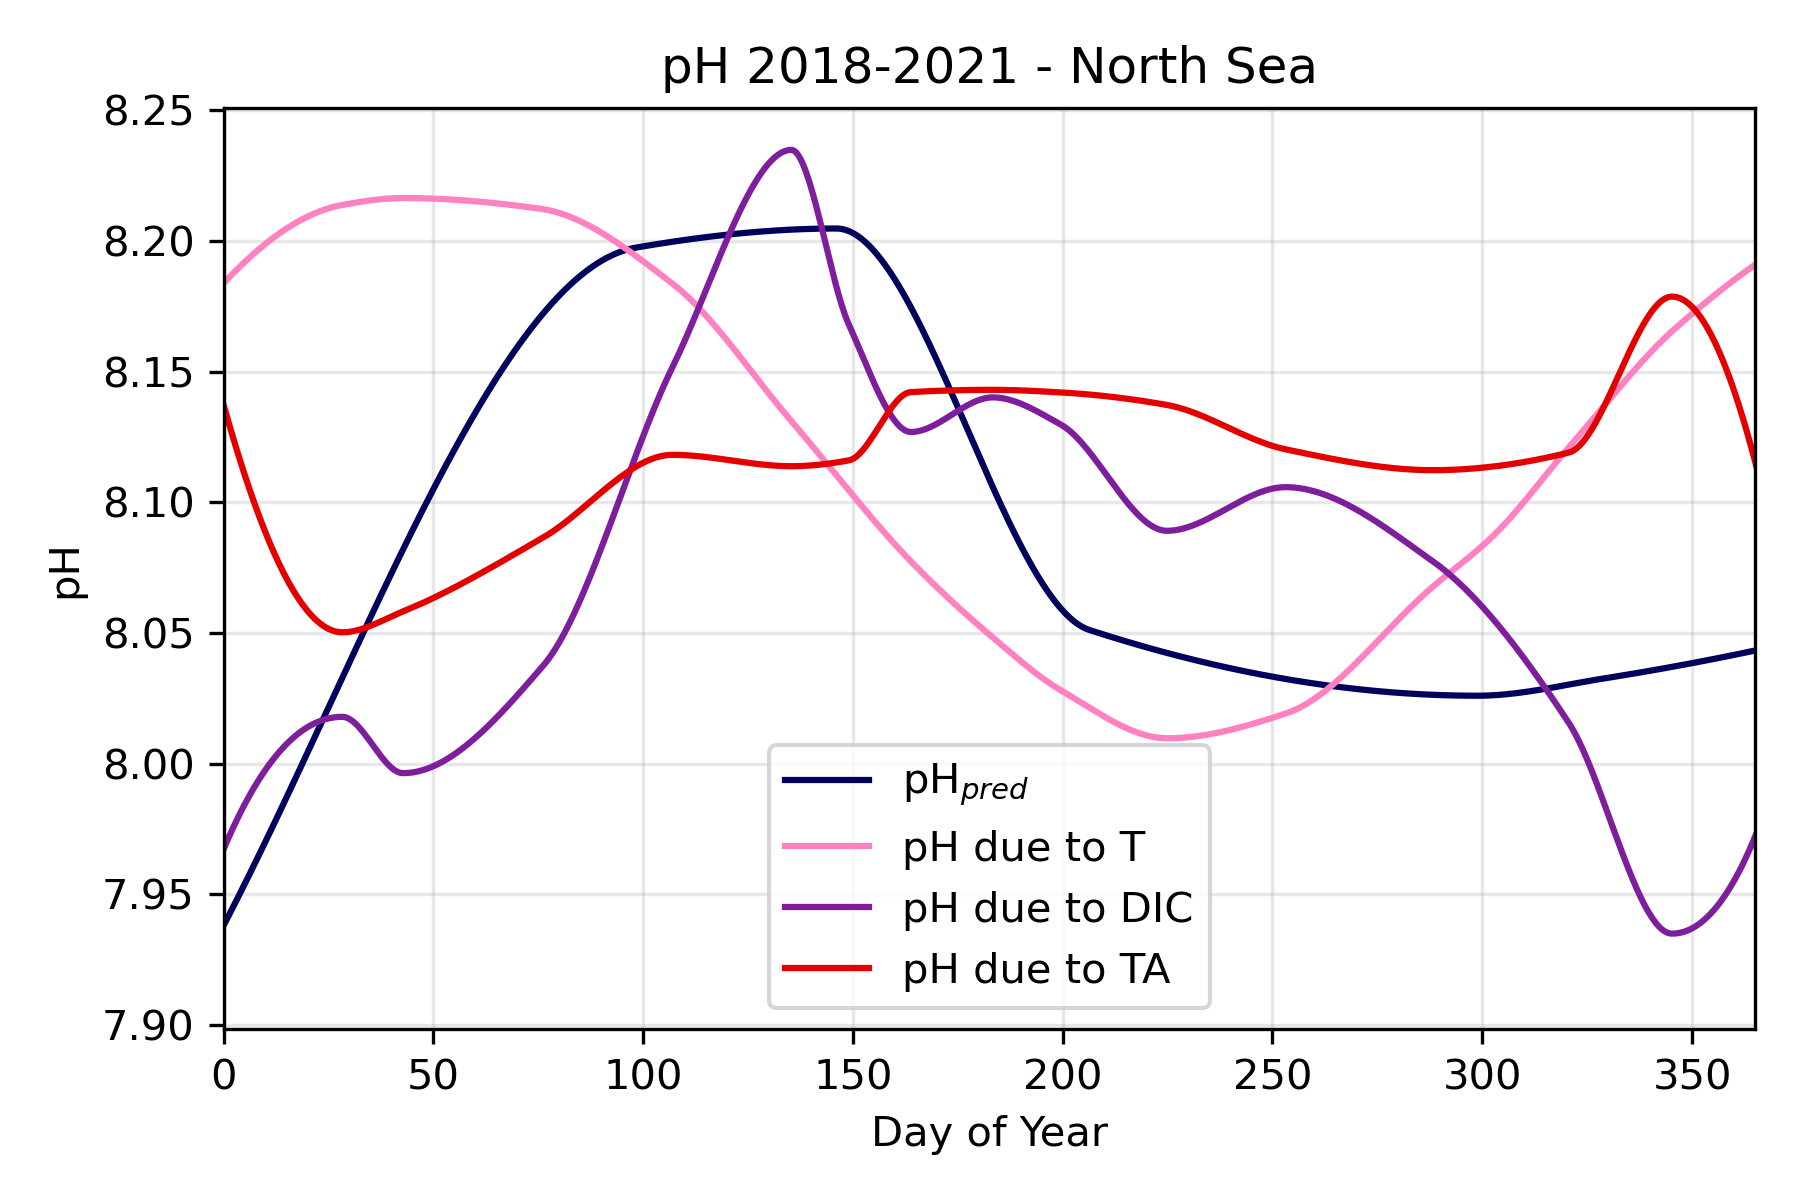 pH 2018-2021 - North Sea
8.25
8.20
8.15
8.10
8.05
8.00
7.95
7.90
pH
pH_pred
pH due to T
pH due to DIC
pH due to TA
0 50 100 150 200 250 300 350
Day of Year